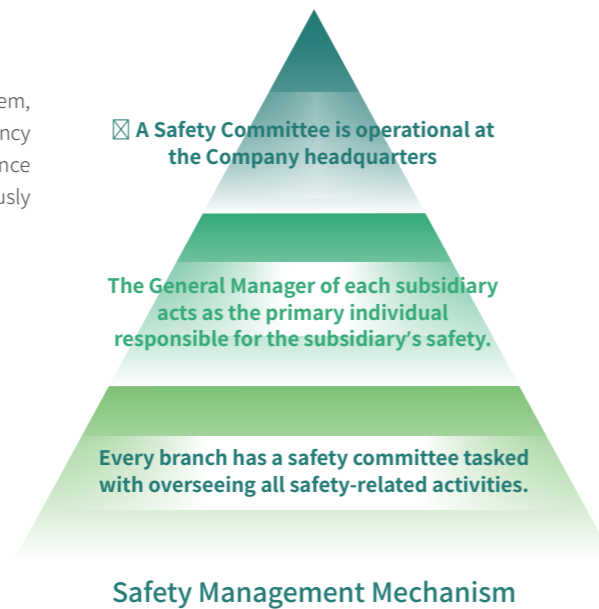 em,
ncy
nce
usly
A Safety Committee is operational at
the Company headquarters
The General Manager of each subsidiary
acts as the primary individual
responsible for the subsidiary's safety.
Every branch has a safety committee tasked
with overseeing all safety-related activities.
Safety Management Mechanism